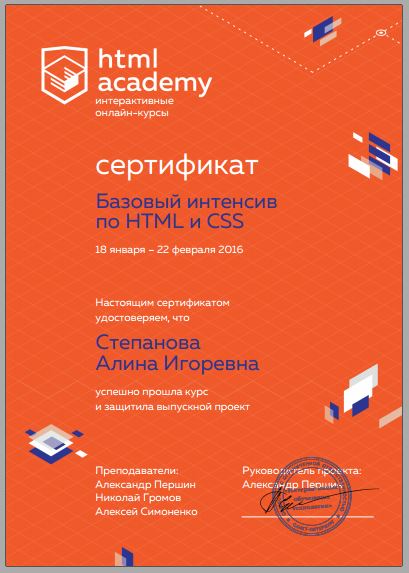 html
academy
интерактивные
онлайн-курсы
сертификат
Базовый интенсив
по HTML и CSS
18 января – 22 февраля 2016
Настоящим сертификатом
удостоверяем, что
Степанова
Алина Игоревна
успешно прошла курс
и защитила выпускной проект
Преподаватели:
Александр Першин
Николай Громов
Алексей Симоненко
Руководитель проекта:
Александр Першин